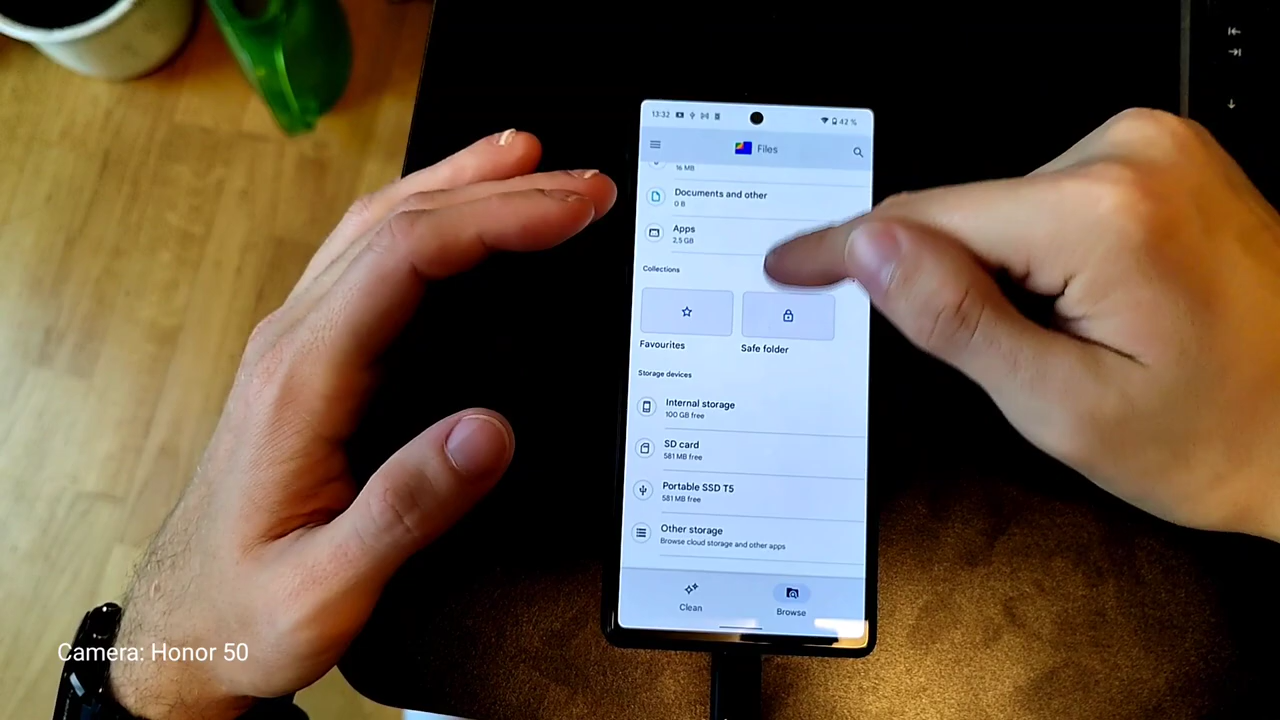 13:32
42 %
Files
16 MB
Documents and other
0 B
Apps
2,5 GB
Collections
Favourites
Safe folder
Storage devices
Internal storage
100 GB free
SD card
581 MB free
Portable SSD T5
581 MB free
Other storage
Browse cloud storage and other apps
Clean
Browse
Camera: Honor 50